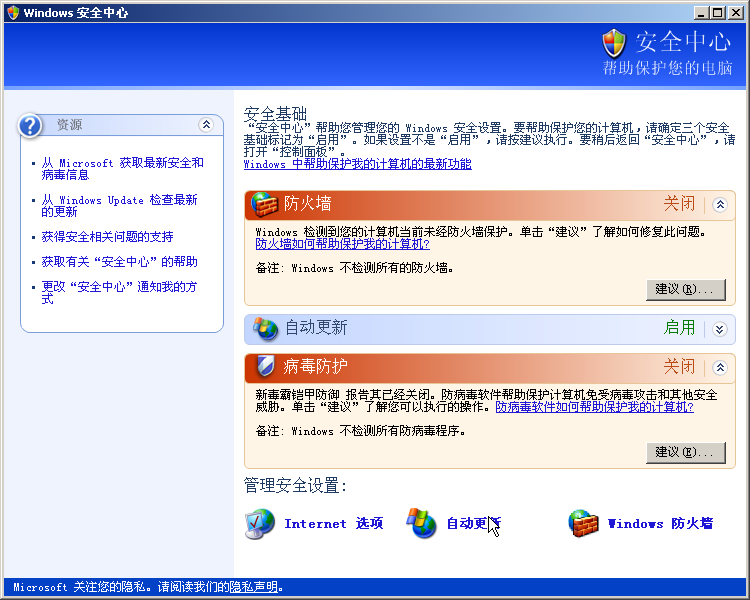 Windows 安全中心
安全中心
帮助保护您的电脑
资源
从 Microsoft 获取最新安全和
病毒信息
从 Windows Update 检查最新
的更新
获得安全相关问题的支持
获取有关“安全中心”的帮助
更改“安全中心”通知我的方
式
安全基础
“安全中心”帮助您管理您的 Windows 安全设置。要帮助保护您的计算机，请确定三个安全
基础标记为“启用”。如果设置不是“启用”，请按建议执行。要稍后返回“安全中心”，请
打开“控制面板”。
Windows 中帮助保护我的计算机的最新功能
防火墙 关闭
Windows 检测到您的计算机当前未经防火墙保护。单击“建议”了解如何修复此问题。
防火墙如何帮助保护我的计算机?
备注: Windows 不检测所有的防火墙。
建议(R)...
自动更新 启用
病毒防护 关闭
新毒霸铠甲防御 报告其已经关闭。防病毒软件帮助保护计算机免受病毒攻击和其他安全
威胁。单击“建议”了解您可以执行的操作。防病毒软件如何帮助保护我的计算机?
备注: Windows 不检测所有防病毒程序。
建议(E)...
管理安全设置:
Internet 选项
自动更新
Windows 防火墙
Microsoft 关注您的隐私。请阅读我们的隐私声明。